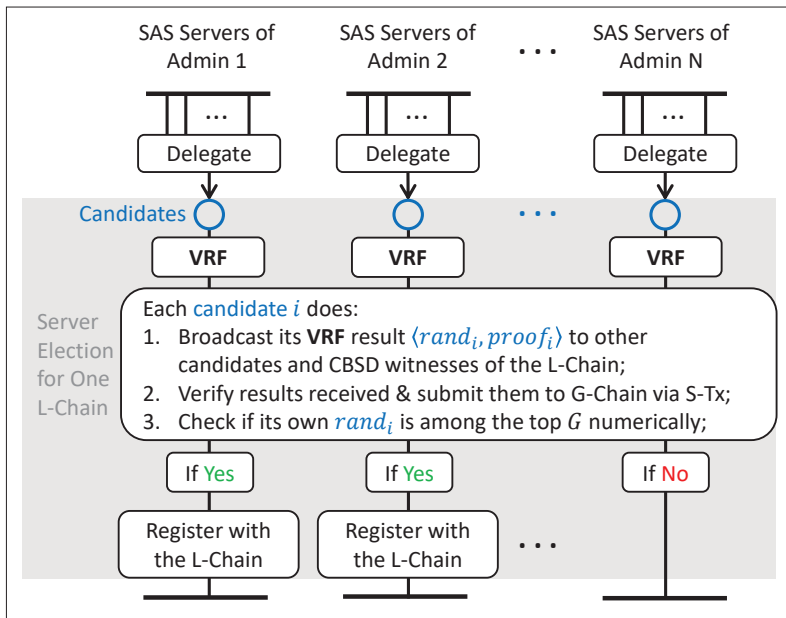 SAS Servers of Admin 1
SAS Servers of Admin 2
...
SAS Servers of Admin N
...
...
...
Delegate
Delegate
Delegate
Candidates
...
VRF
VRF
VRF
Server
Election
for One
L-Chain
Each candidate i does:
1. Broadcast its VRF result ⟨rand_i, proof_i⟩ to other
candidates and CBSD witnesses of the L-Chain;
2. Verify results received & submit them to G-Chain via S-Tx;
3. Check if its own rand_i is among the top G numerically;
If Yes
If Yes
If No
Register with
the L-Chain
Register with
the L-Chain
...